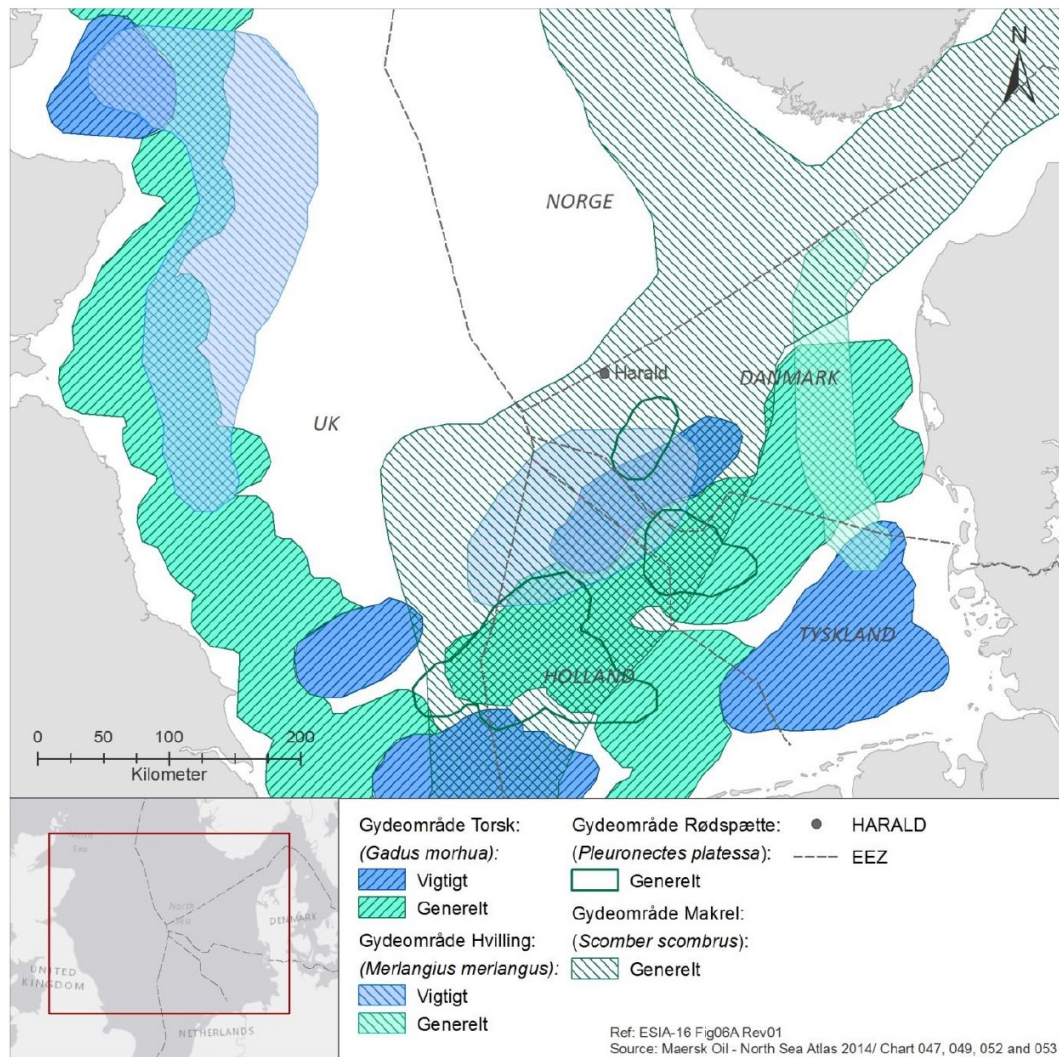 N
NORGE
Harald
DANMARK
UK
TYSKLAND
HOLLAND
0 50 100 200
Kilometer
North
Sea
North
Sea
DENMARK
UNITED
KINGDOM
NETHERLANDS
Gydeområde Torsk:
(Gadus morhua):
Vigtigt
Generelt
Gydeområde Hvilling:
(Merlangius merlangus):
Vigtigt
Generelt
Gydeområde Rødspætte:
(Pleuronectes platessa):
Generelt
Gydeområde Makrel:
(Scomber scombrus):
Generelt
HARALD
EEZ
Ref: ESIA-16 Fig06A Rev01
Source: Maersk Oil - North Sea Atlas 2014/ Chart 047, 049, 052 and 053